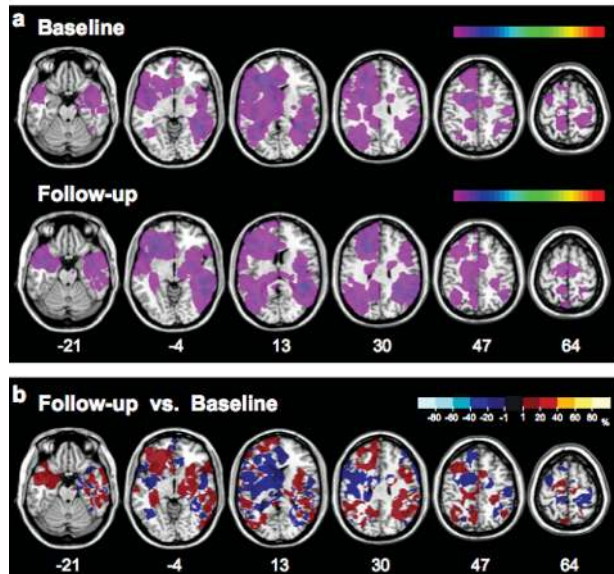 a
Baseline
Follow-up
-21 -4 13 30 47 64
b
Follow-up vs. Baseline
-80 -60 -40 -20 -1 1 20 40 60 80
%
-21 -4 13 30 47 64